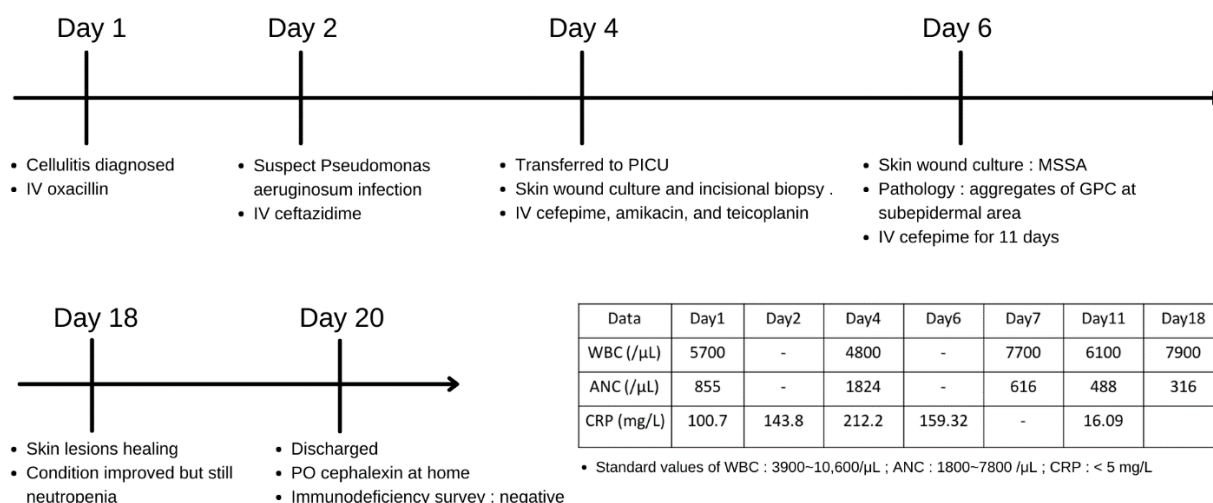 Day 1
Day 2
Day 4
Day 6
• Cellulitis diagnosed
• IV oxacillin
• Suspect Pseudomonas
aeruginosum infection
• IV ceftazidime
• Transferred to PICU
• Skin wound culture and incisional biopsy .
• IV cefepime, amikacin, and teicoplanin
• Skin wound culture : MSSA
• Pathology : aggregates of GPC at
subepidermal area
• IV cefepime for 11 days
Day 18
Day 20
• Skin lesions healing
• Condition improved but still
neutropenia
• Discharged
• PO cephalexin at home
• Immunodeficiency survey : negative
Data Day1 Day2 Day4 Day6 Day7 Day11 Day18
WBC (/μL) 5700 - 4800 - 7700 6100 7900
ANC (/μL) 855 - 1824 - 616 488 316
CRP (mg/L) 100.7 143.8 212.2 159.32 - 16.09
• Standard values of WBC : 3900~10,600/μL ; ANC : 1800~7800 /μL ; CRP : < 5 mg/L